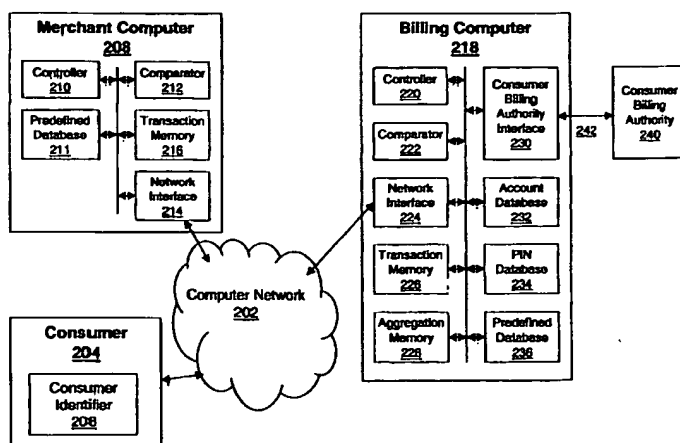 Merchant Computer
208
Controller
210
Comparator
212
Predefined
Database
211
Transaction
Memory
216
Network
Interface
214
Billing Computer
218
Controller
220
Consumer
Billing
Authority
Interface
230
Comparator
222
Network
Interface
224
Account
Database
232
Transaction
Memory
226
PIN
Database
234
Aggregation
Memory
228
Predefined
Database
236
242
Consumer
Billing
Authority
240
Computer Network
202
Consumer
204
Consumer
Identifier
206